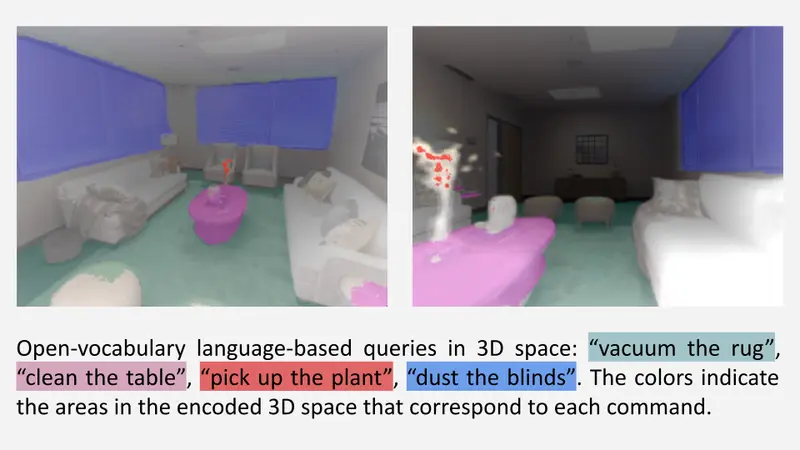 Open-vocabulary language-based queries in 3D space: “vacuum the rug”,
“clean the table”, “pick up the plant”, “dust the blinds”. The colors indicate
the areas in the encoded 3D space that correspond to each command.